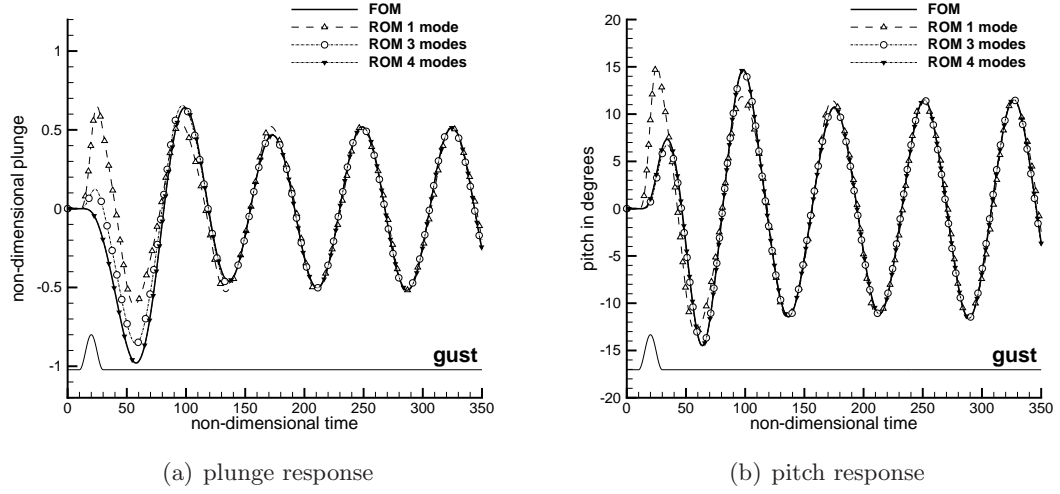 FOM
ROM 1 mode
ROM 3 modes
ROM 4 modes
non-dimensional plunge
1
0.5
0
-0.5
-1
gust
0 50 100 150 200 250 300 350
non-dimensional time
(a) plunge response
FOM
ROM 1 mode
ROM 3 modes
ROM 4 modes
pitch in degrees
20
15
10
5
0
-5
-10
-15
-20
gust
0 50 100 150 200 250 300 350
non-dimensional time
(b) pitch response